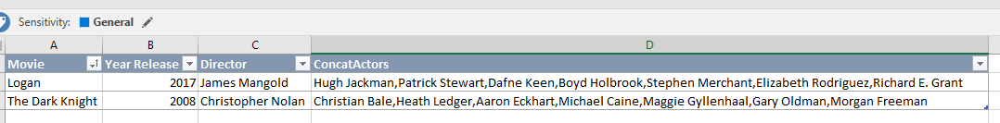 Sensitivity: General
A B C D
Movie Year Release Director ConcatActors
Logan 2017 James Mangold Hugh Jackman,Patrick Stewart,Dafne Keen,Boyd Holbrook,Stephen Merchant,Elizabeth Rodriguez,Richard E. Grant
The Dark Knight 2008 Christopher Nolan Christian Bale,Heath Ledger,Aaron Eckhart,Michael Caine,Maggie Gyllenhaal,Gary Oldman,Morgan Freeman